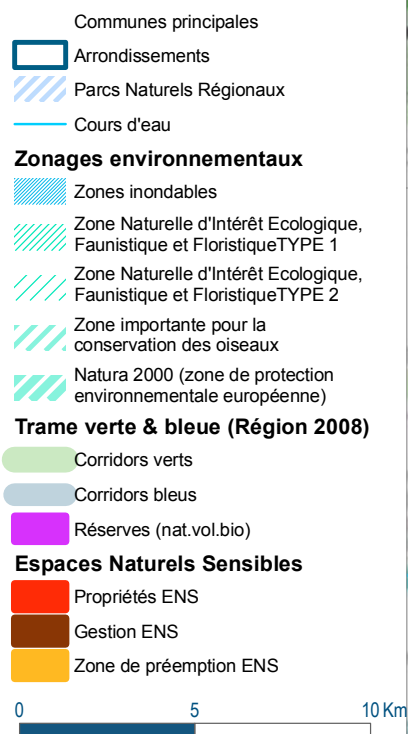 Communes principales
Arrondissements
Parcs Naturels Régionaux
Cours d'eau
Zonages environnementaux
Zones inondables
Zone Naturelle d'Intérêt Ecologique,
Faunistique et FloristiqueTYPE 1
Zone Naturelle d'Intérêt Ecologique,
Faunistique et FloristiqueTYPE 2
Zone importante pour la
conservation des oiseaux
Natura 2000 (zone de protection
environnementale européenne)
Trame verte & bleue (Région 2008)
Corridors verts
Corridors bleus
Réserves (nat.vol.bio)
Espaces Naturels Sensibles
Propriétés ENS
Gestion ENS
Zone de préemption ENS
0 5 10 Km